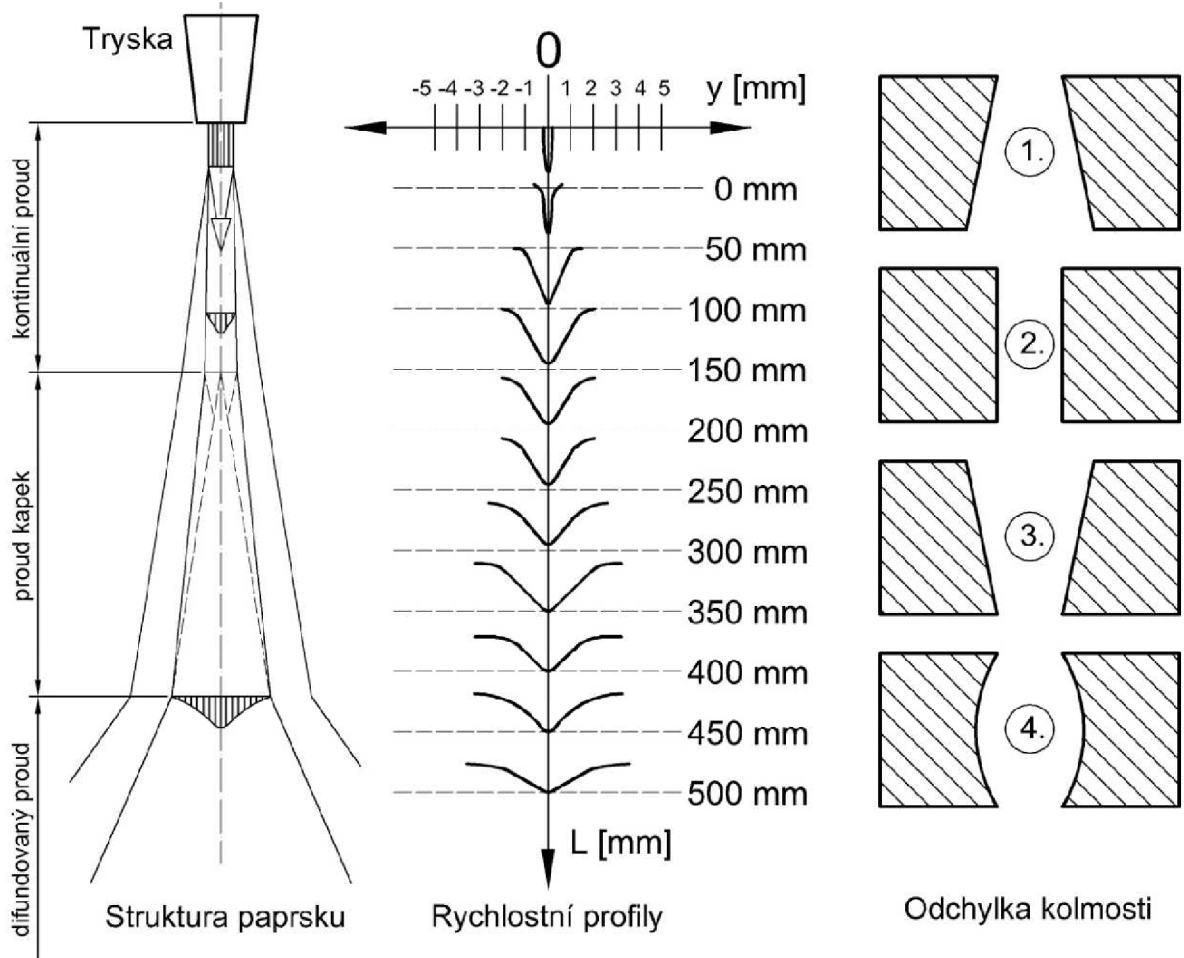 Tryska
kontinuální proud
proud kapek
difundovaný proud
Struktura paprsku
0
-5 -4 -3 -2 -1 1 2 3 4 5
y [mm]
0 mm
50 mm
100 mm
150 mm
200 mm
250 mm
300 mm
350 mm
400 mm
450 mm
500 mm
L [mm]
Rychlostní profily
1.
2.
3.
4.
Odchylka kolmosti